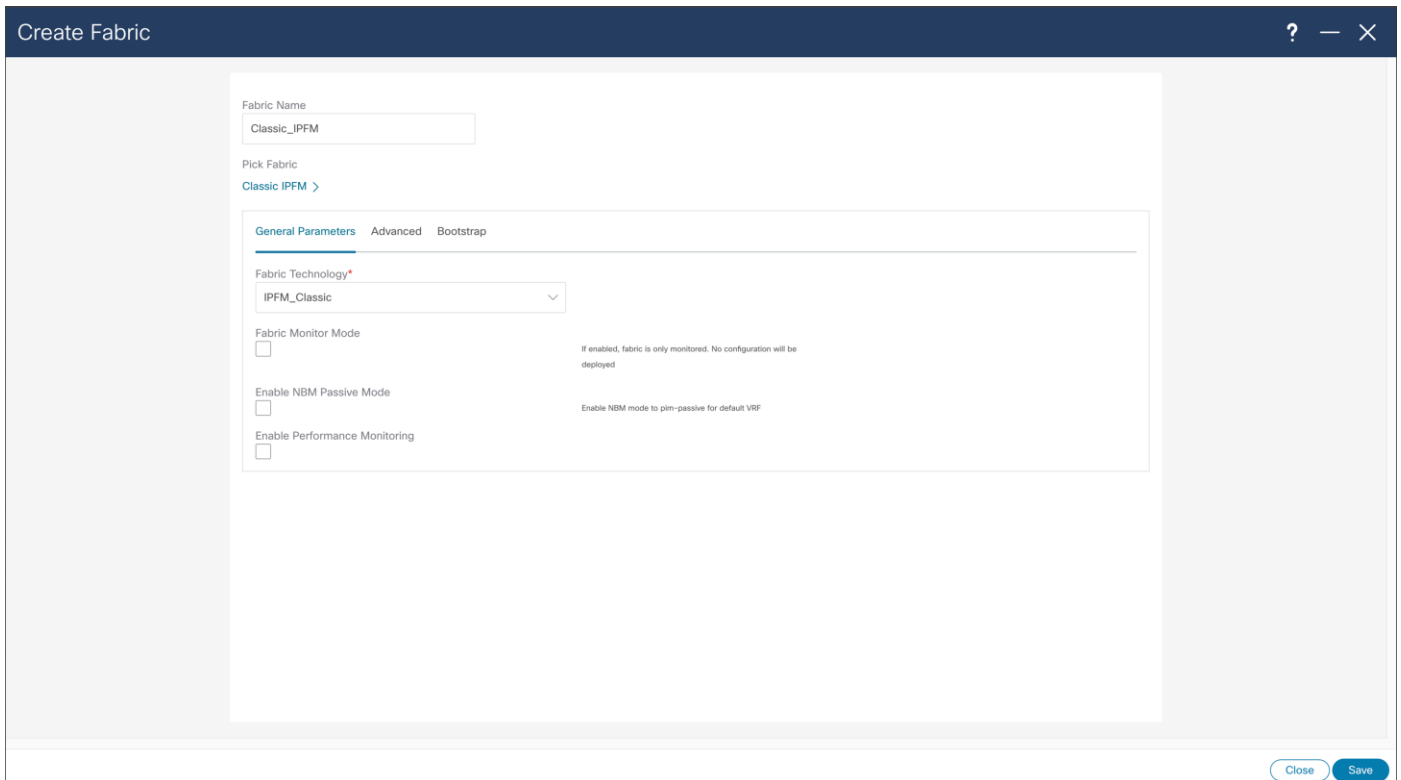 Create Fabric
?
Fabric Name
Classic_IPFM
Pick Fabric
Classic IPFM >
General Parameters Advanced Bootstrap
Fabric Technology*
IPFM_Classic
Fabric Monitor Mode
If enabled, fabric is only monitored. No configuration will be
deployed
Enable NBM Passive Mode
Enable NBM mode to pim-passive for default VRF
Enable Performance Monitoring
Close Save